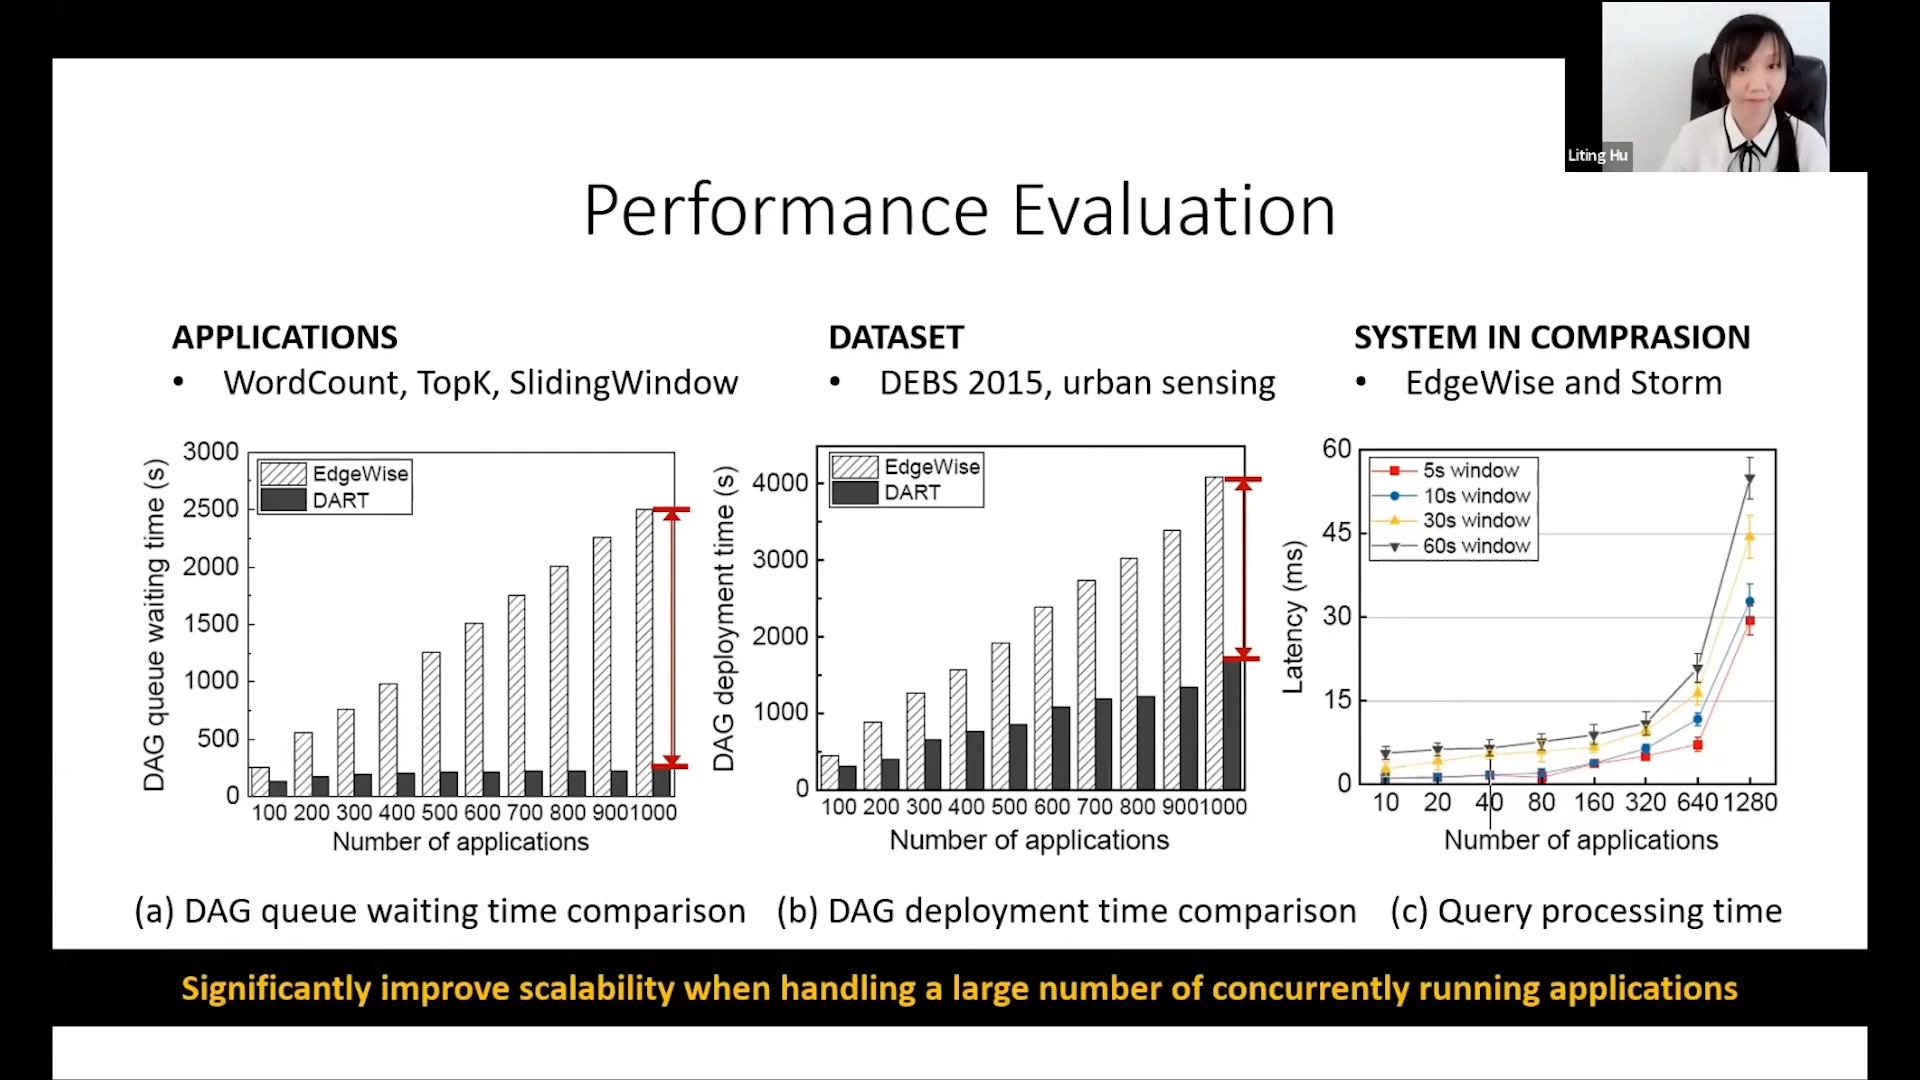 Liting Hu
Performance Evaluation
APPLICATIONS
• WordCount, TopK, SlidingWindow
DATASET
• DEBS 2015, urban sensing
SYSTEM IN COMPRASION
• EdgeWise and Storm
DAG queue waiting time (s)
3000
2500
2000
1500
1000
500
0
EdgeWise
DART
100 200 300 400 500 600 700 800 900 1000
Number of applications
(a) DAG queue waiting time comparison
DAG deployment time (s)
4000
3000
2000
1000
0
EdgeWise
DART
100 200 300 400 500 600 700 800 900 1000
Number of applications
(b) DAG deployment time comparison
Latency (ms)
60
45
30
15
0
5s window
10s window
30s window
60s window
10 20 40 80 160 320 640 1280
Number of applications
(c) Query processing time
Significantly improve scalability when handling a large number of concurrently running applications